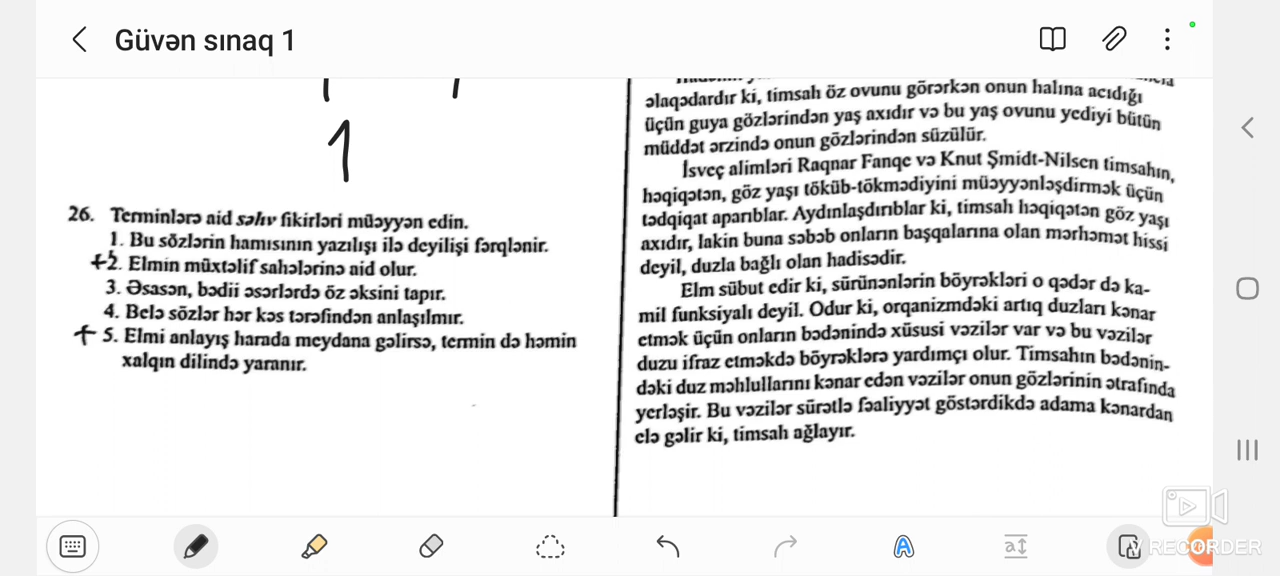 Güvən sınaq 1
1
26. Terminlərə aid səhv fikirləri müəyyən edin.
1. Bu sözlərin hamısının yazılışı ilə deyilişi fərqlənir.
+2. Elmin müxtəlif sahələrinə aid olur.
3. Əsasən, bədii əsərlərdə öz əksini tapır.
4. Belə sözlər hər kəs tərəfindən anlaşılmır.
+ 5. Elmi anlayış harada meydana gəlirsə, termin də həmin
xalqın dilində yaranır.
əlaqədardır ki, timsah öz ovunu görərkən onun halına acıdığı
üçün guya gözlərindən yaş axıdır və bu yaş ovunu yediyi bütün
müddət ərzində onun gözlərindən süzülür.
İsveç alimləri Raqnar Fanqe və Knut Şmidt-Nilsen timsahın,
həqiqətən, göz yaşı töküb-tökmədiyini müəyyənləşdirmək üçün
tədqiqat aparıblar. Aydınlaşdırıblar ki, timsah həqiqətən göz yaşı
axıdır, lakin buna səbəb onların başqalarına olan mərhəmət hissi
deyil, duzla bağlı olan hadisədir.
Elm sübut edir ki, sürünənlərin böyrəkləri o qədər də ka-
mil funksiyalı deyil. Odur ki, orqanizmdəki artıq duzları kənar
etmək üçün onların bədənində xüsusi vəzilər var və bu vəzilər
duzu ifraz etməkdə böyrəklərə yardımçı olur. Timsahın bədənin-
dəki duz məhlullarını kənar edən vəzilər onun gözlərinin ətrafında
yerləşir. Bu vəzilər sürətlə fəaliyyət göstərdikdə adama kənardan
elə gəlir ki, timsah ağlayır.
A
a
RECORDER